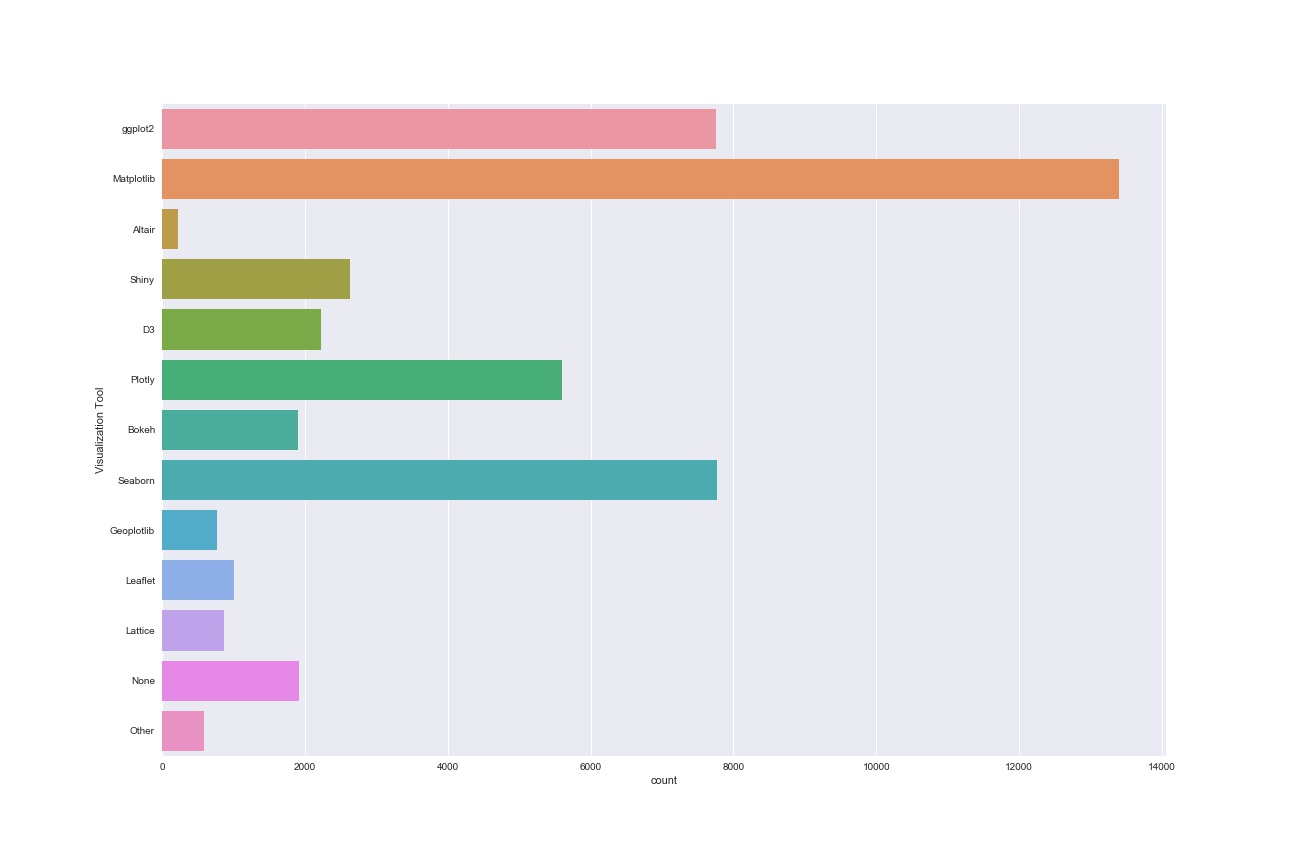 ggplot2
Matplotlib
Altair
Shiny
D3
Plotly
Bokeh
Seaborn
Geoplotlib
Leaflet
Lattice
None
Other
Visualization Tool
0 2000 4000 6000 8000 10000 12000 14000
count